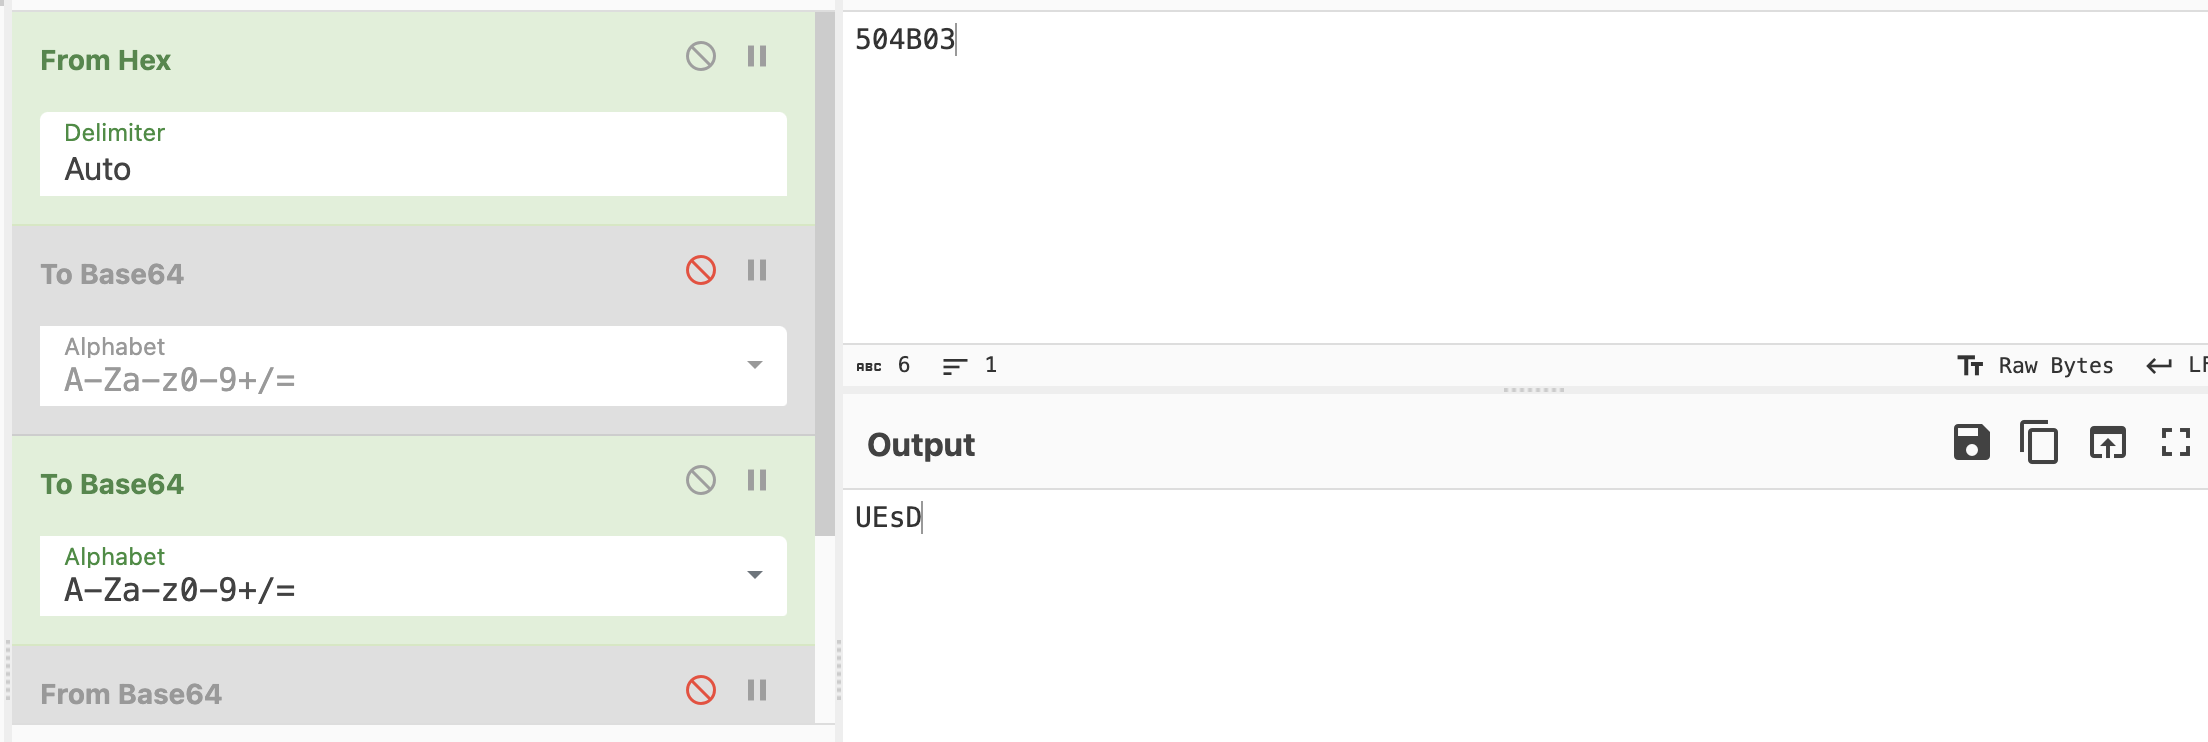 From Hex
Delimiter
Auto
To Base64
Alphabet
A-Za-z0-9+/=
To Base64
Alphabet
A-Za-z0-9+/=
From Base64
504B03
ABC 6 1
Raw Bytes
Output
UEsD